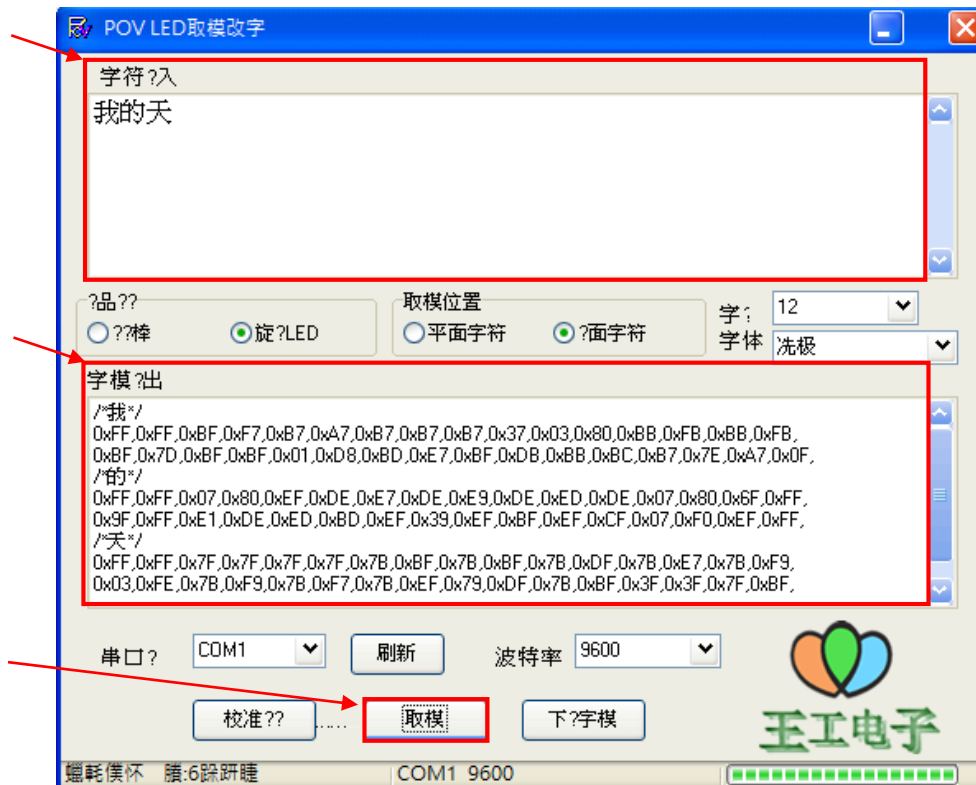 POV LED取模改字
字符?入
我的天
?品??
??棒
旋?LED
取模位置
平面字符
?面字符
字?
12
字体
冼极
字模?出
/*我*/
0xFF,0xFF,0xBF,0xF7,0xB7,0xA7,0xB7,0xB7,0xB7,0x37,0x03,0x80,0xBB,0xFB,0xBB,0xFB,
0xBF,0x7D,0xBF,0xBF,0x01,0xD8,0xBD,0xE7,0xBF,0xDB,0xBB,0xBC,0xB7,0x7E,0xA7,0x0F,
/*的*/
0xFF,0xFF,0x07,0x80,0xEF,0xDE,0xE7,0xDE,0xE9,0xDE,0xED,0xDE,0x07,0x80,0x6F,0xFF,
0x9F,0xFF,0xE1,0xDE,0xED,0xBD,0xEF,0x39,0xEF,0xBF,0xEF,0xCF,0x07,0xF0,0xEF,0xFF,
/*天*/
0xFF,0xFF,0x7F,0x7F,0x7F,0x7F,0x7B,0xBF,0x7B,0xBF,0x7B,0xDF,0x7B,0xE7,0x7B,0xF9,
0x03,0xFE,0x7B,0xF9,0x7B,0xF7,0x7B,0xEF,0x79,0xDF,0x7B,0xBF,0x3F,0x3F,0x7F,0xBF,
串口?
COM1
刷新
波特率
9600
校准??
......
取模
下?字模
王工电子
COM1 9600